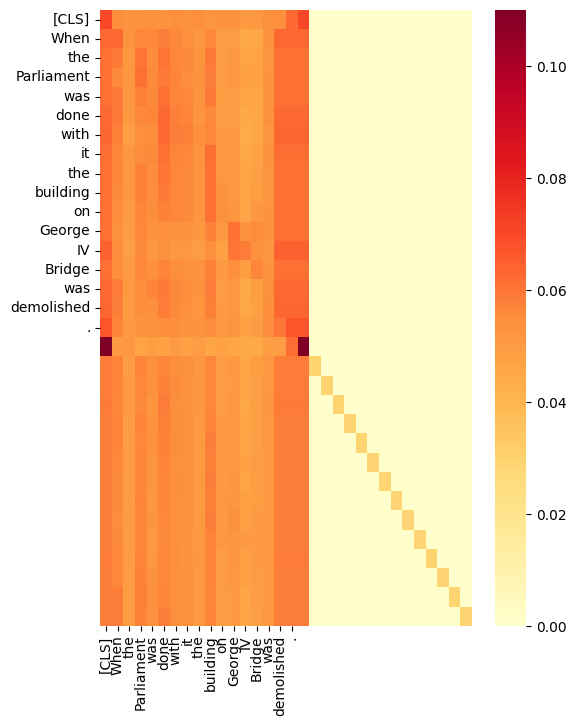 [CLS]
When
the
Parliament
was
done
with
it
the
building
on
George
IV
Bridge
was
demolished
.
0.10
0.08
0.06
0.04
0.02
0.00
[CLS]
When
the
Parliament
was
done
with
it
the
building
on
George
IV
Bridge
was
demolished
.